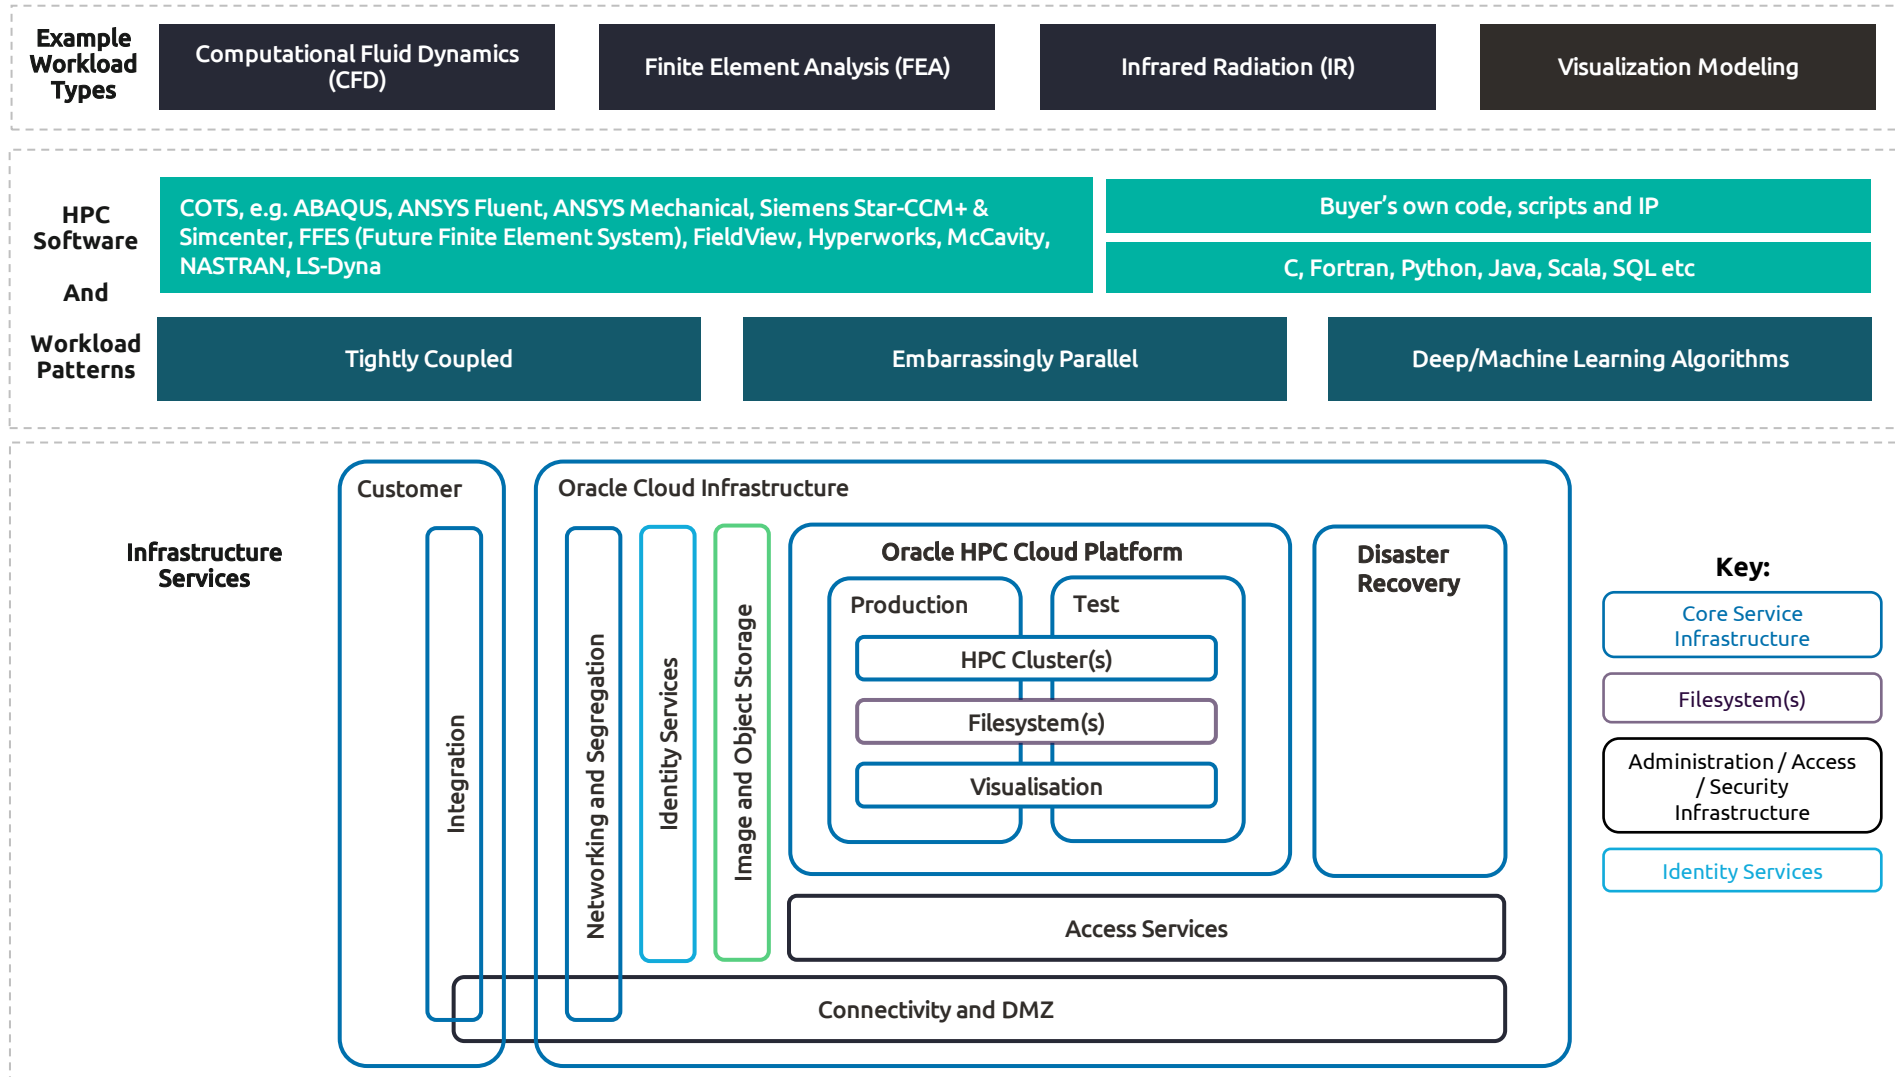 Example
Workload
Types
Computational Fluid Dynamics
(CFD)
Finite Element Analysis (FEA)
Infrared Radiation (IR)
Visualization Modeling
HPC
Software
And
Workload
Patterns
COTS, e.g. ABAQUS, ANSYS Fluent, ANSYS Mechanical, Siemens Star-CCM+ &
Simcenter, FFES (Future Finite Element System), FieldView, Hyperworks, McCavity,
NASTRAN, LS-Dyna
Buyer's own code, scripts and IP
C, Fortran, Python, Java, Scala, SQL etc
Tightly Coupled
Embarrassingly Parallel
Deep/Machine Learning Algorithms
Infrastructure
Services
Customer
Integration
Oracle Cloud Infrastructure
Networking and Segregation
Identity Services
Image and Object Storage
Oracle HPC Cloud Platform
Production
Test
HPC Cluster(s)
Filesystem(s)
Visualisation
Disaster
Recovery
Access Services
Connectivity and DMZ
Key:
Core Service
Infrastructure
Filesystem(s)
Administration / Access
/ Security
Infrastructure
Identity Services